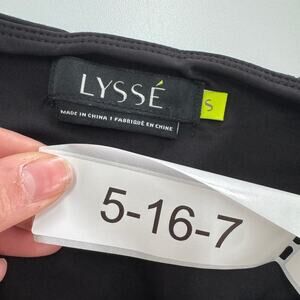 LYSSÉ
S
MADE IN CHINA | FABRIQUÉ EN CHINE
5-16-7